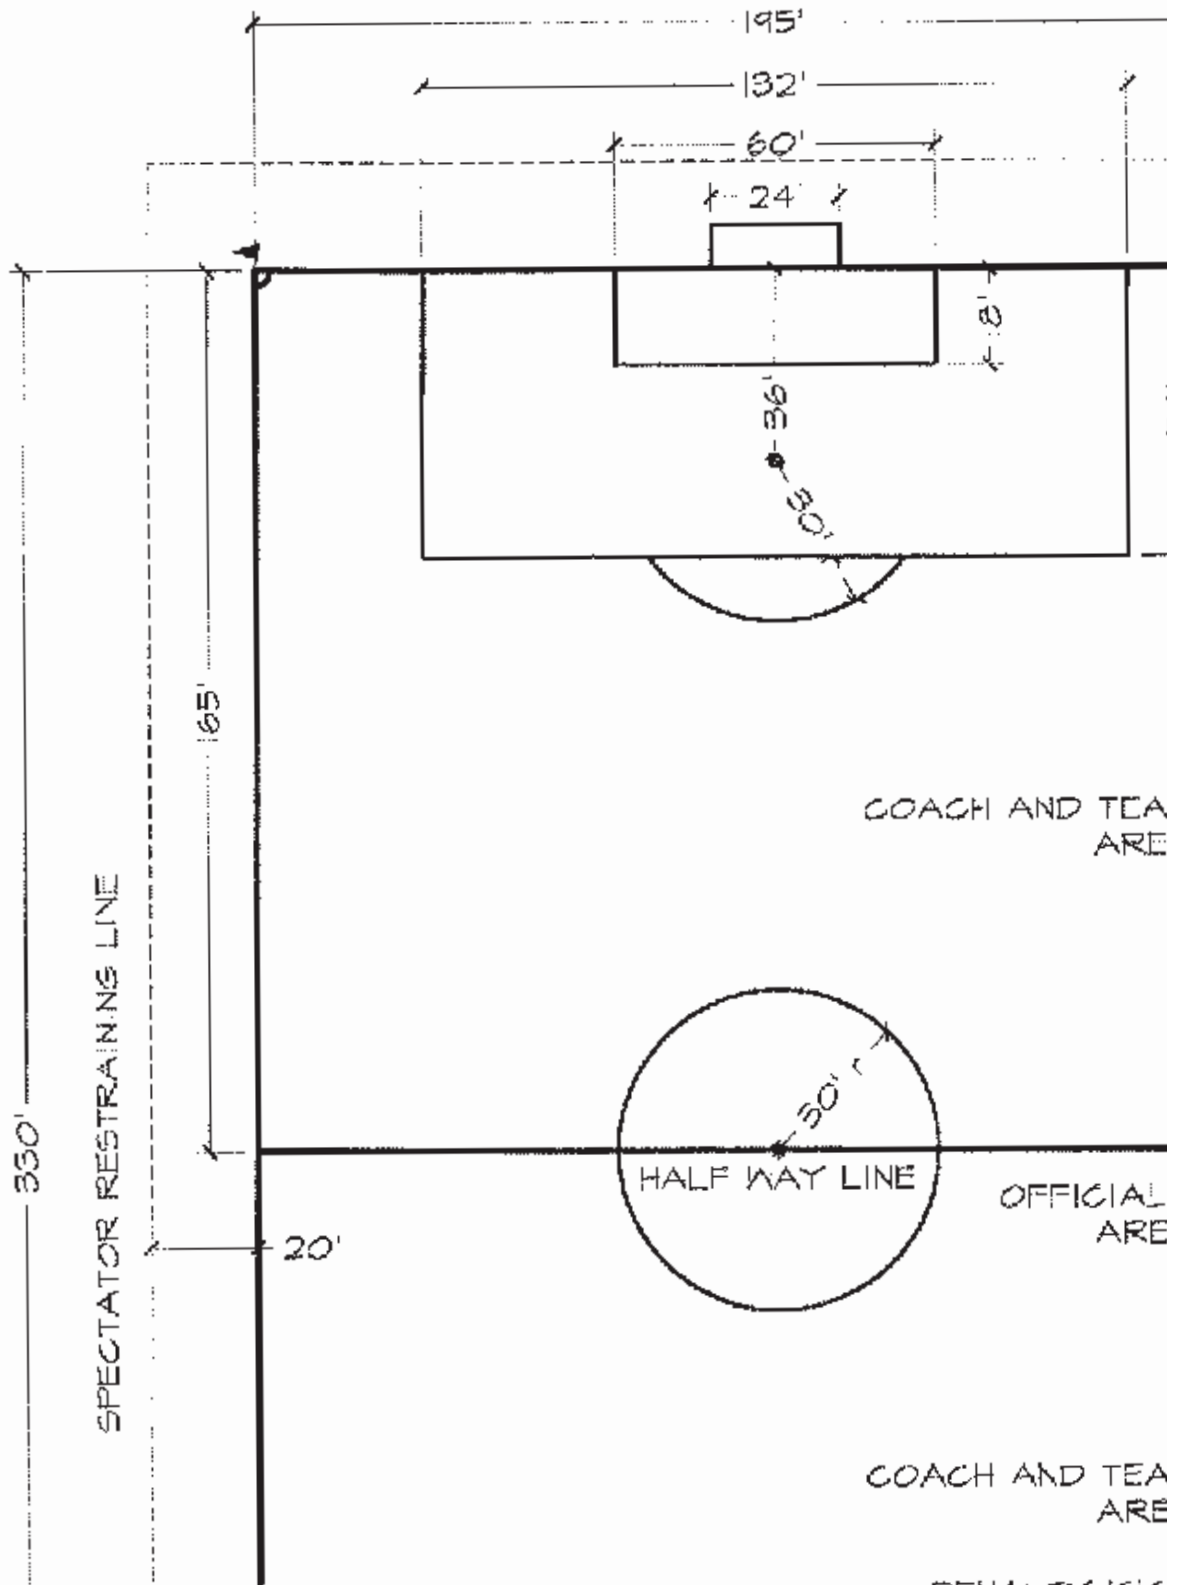 195'
132'
60'
24'
18'
36'
30'
165'
COACH AND TEA
ARE
SPECTATOR RESTRAINING LINE
330'
30' r
HALF WAY LINE
OFFICIAL
ARE
20'
COACH AND TEA
ARE